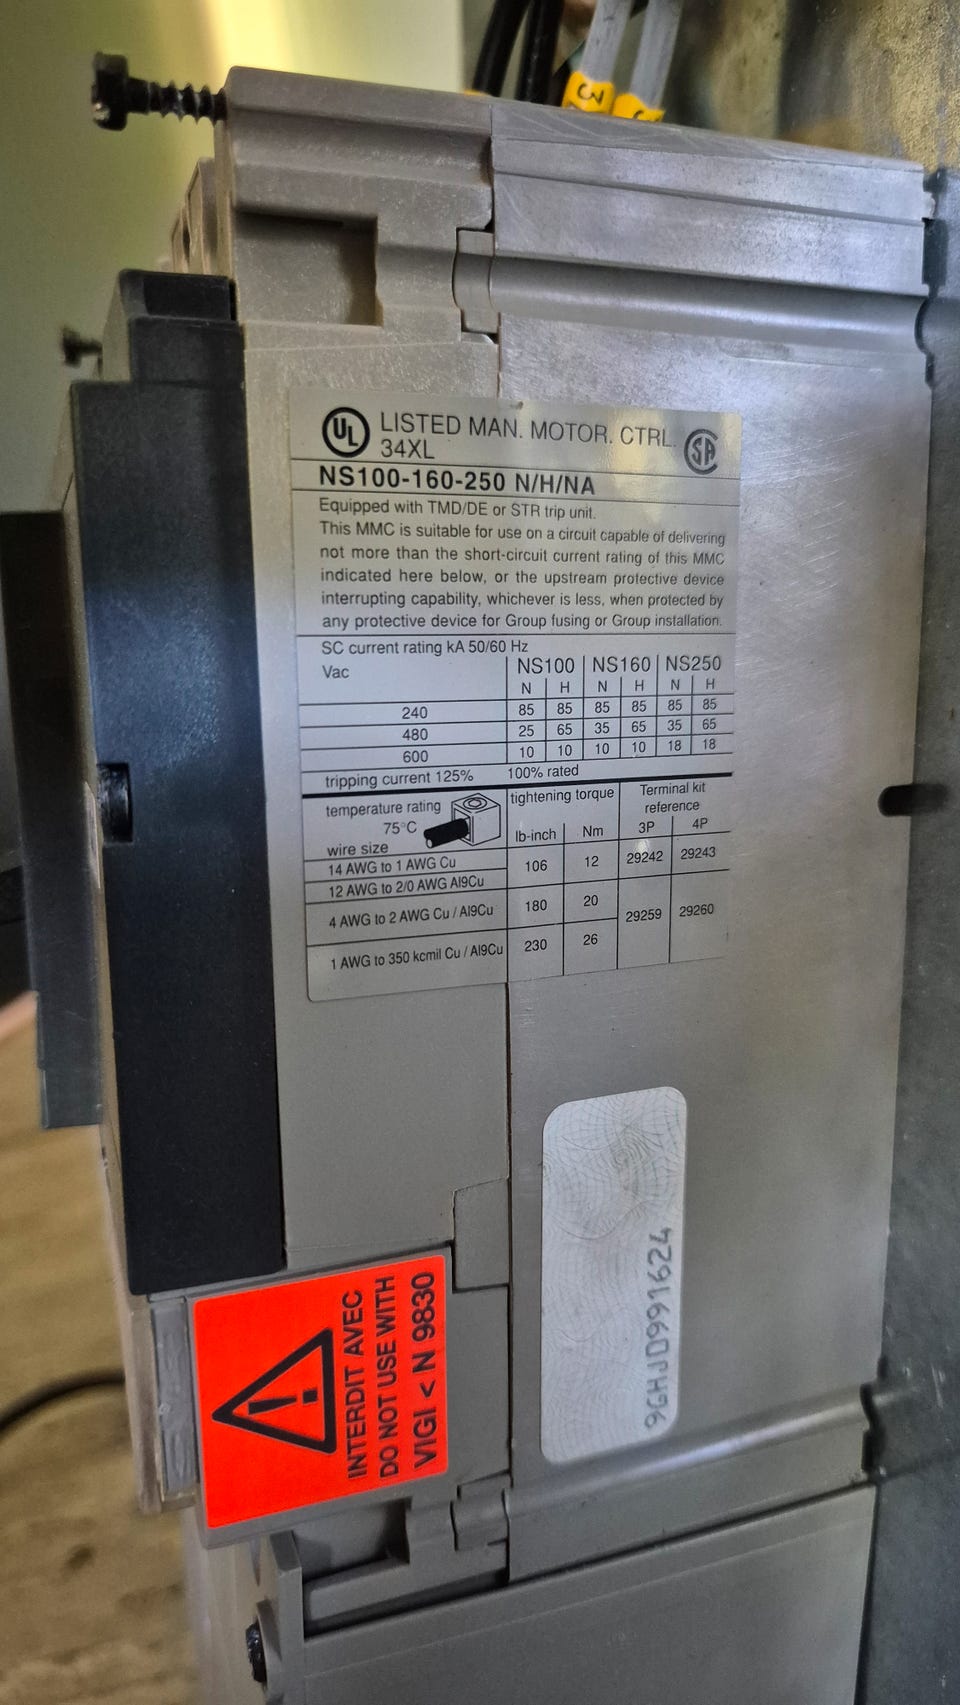 3
UL LISTED MAN. MOTOR. CTRL. SA
34XL
NS100-160-250 N/H/NA
Equipped with TMD/DE or STR trip unit.
This MMC is suitable for use on a circuit capable of delivering
not more than the short-circuit current rating of this MMC
indicated here below, or the upstream protective device
interrupting capability, whichever is less, when protected by
any protective device for Group fusing or Group installation.
SC current rating kA 50/60 Hz
Vac NS100 NS160 NS250
N H N H N H
240 85 85 85 85 85 85
480 25 65 35 65 35 65
600 10 10 10 10 18 18
tripping current 125% 100% rated
temperature rating tightening torque Terminal kit
reference
75°C lb-inch Nm 3P 4P
wire size
14 AWG to 1 AWG Cu 106 12 29242 29243
12 AWG to 2/0 AWG Al9Cu
4 AWG to 2 AWG Cu / Al9Cu 180 20 29259 29260
1 AWG to 350 kcmil Cu / Al9Cu 230 26
INTERDIT AVEC
DO NOT USE WITH
VIGI < N 9830
9GHJD991624